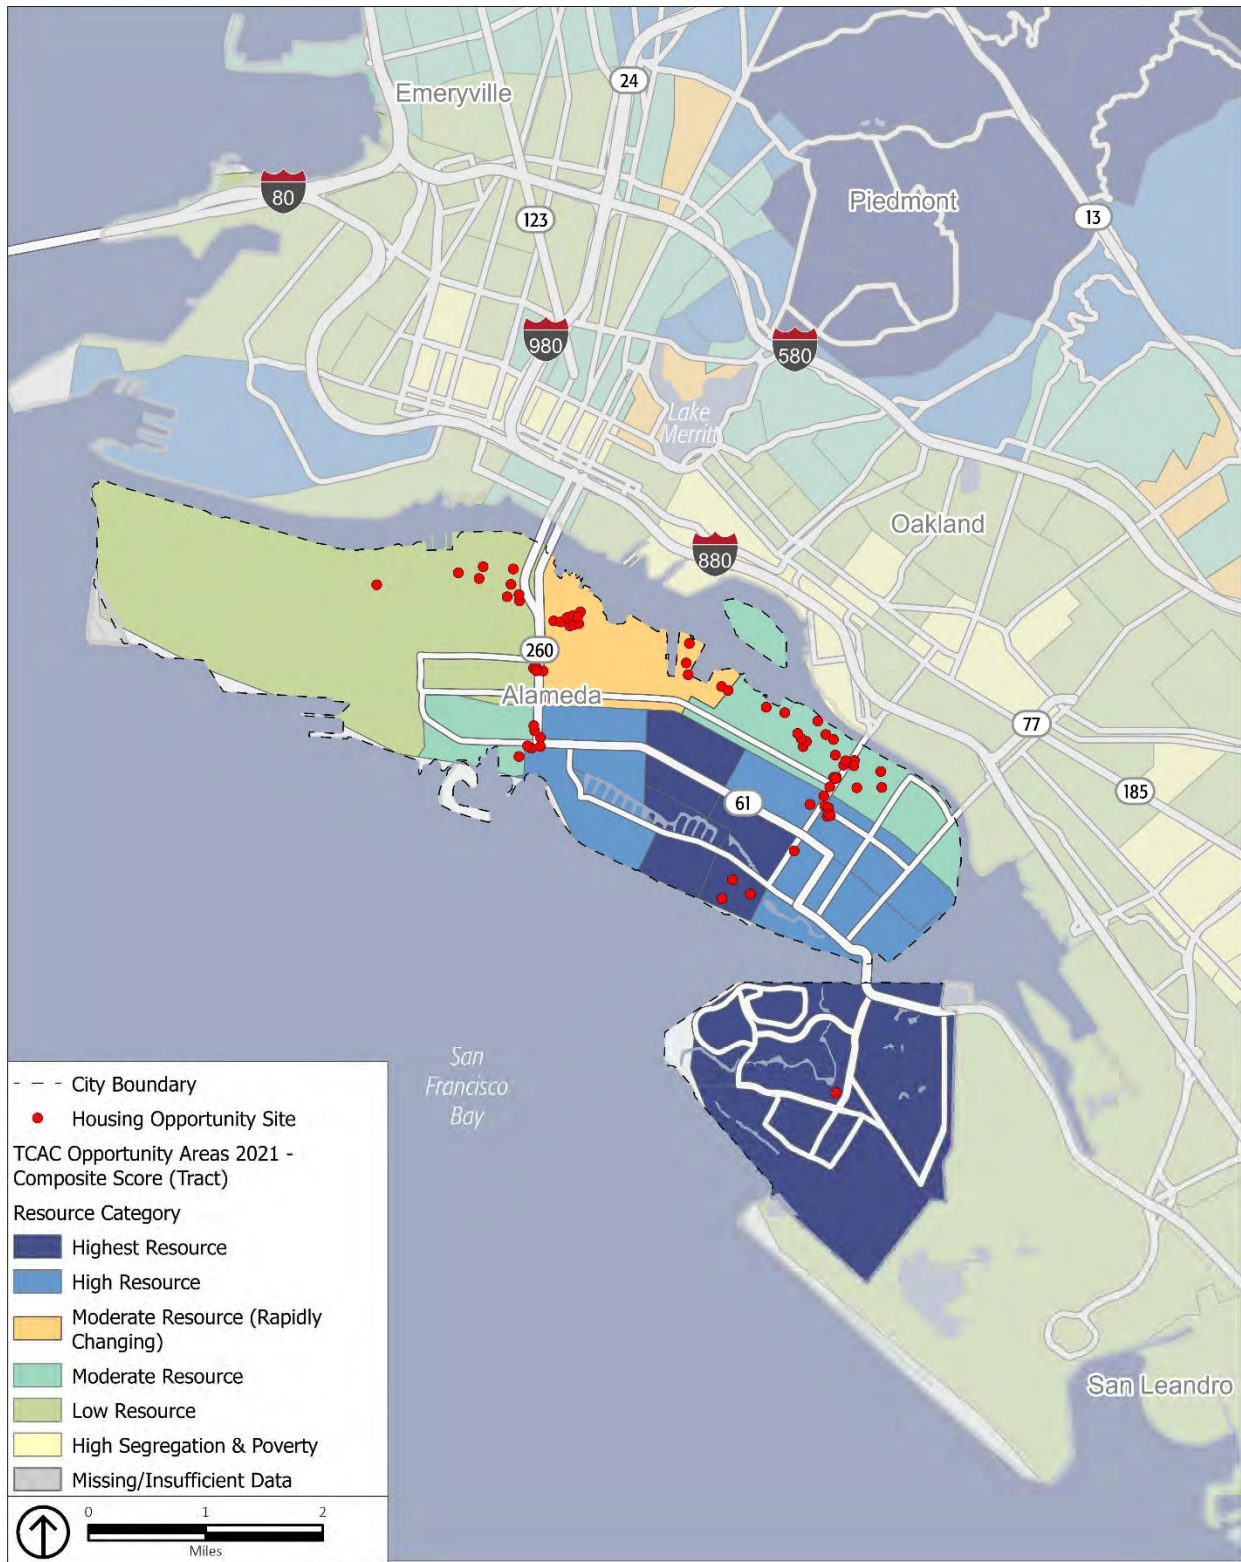 Emeryville
24
80
123
Piedmont
13
980
580
Lake
Merritt
Oakland
880
260
Alameda
77
61
185
San
Francisco
Bay
San Leandro
City Boundary
Housing Opportunity Site
TCAC Opportunity Areas 2021 -
Composite Score (Tract)
Resource Category
Highest Resource
High Resource
Moderate Resource (Rapidly
Changing)
Moderate Resource
Low Resource
High Segregation & Poverty
Missing/Insufficient Data
0 1 2
Miles